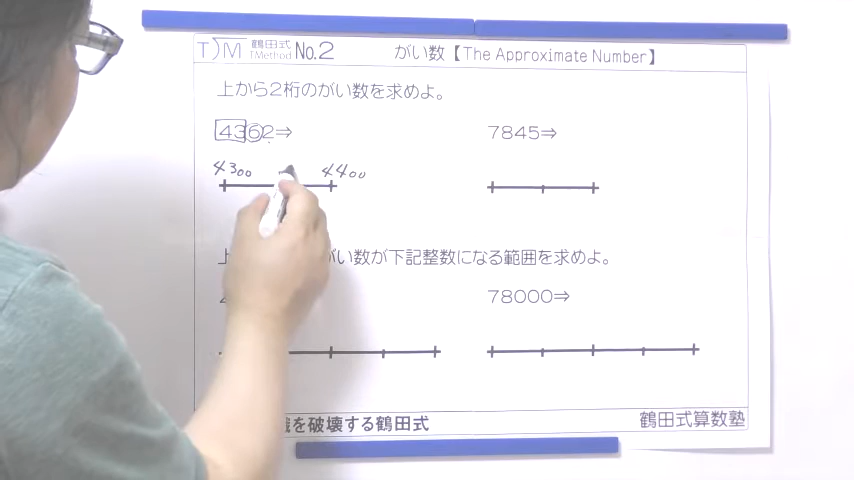 T)M 鶴田式 TMethod No.2 がい数【The Approximate Number】
上から2桁のがい数を求めよ。
4362⇒ 7845⇒
4300 4400
がい数が下記整数になる範囲を求めよ。
78000⇒
を破壊する鶴田式 鶴田式算数塾